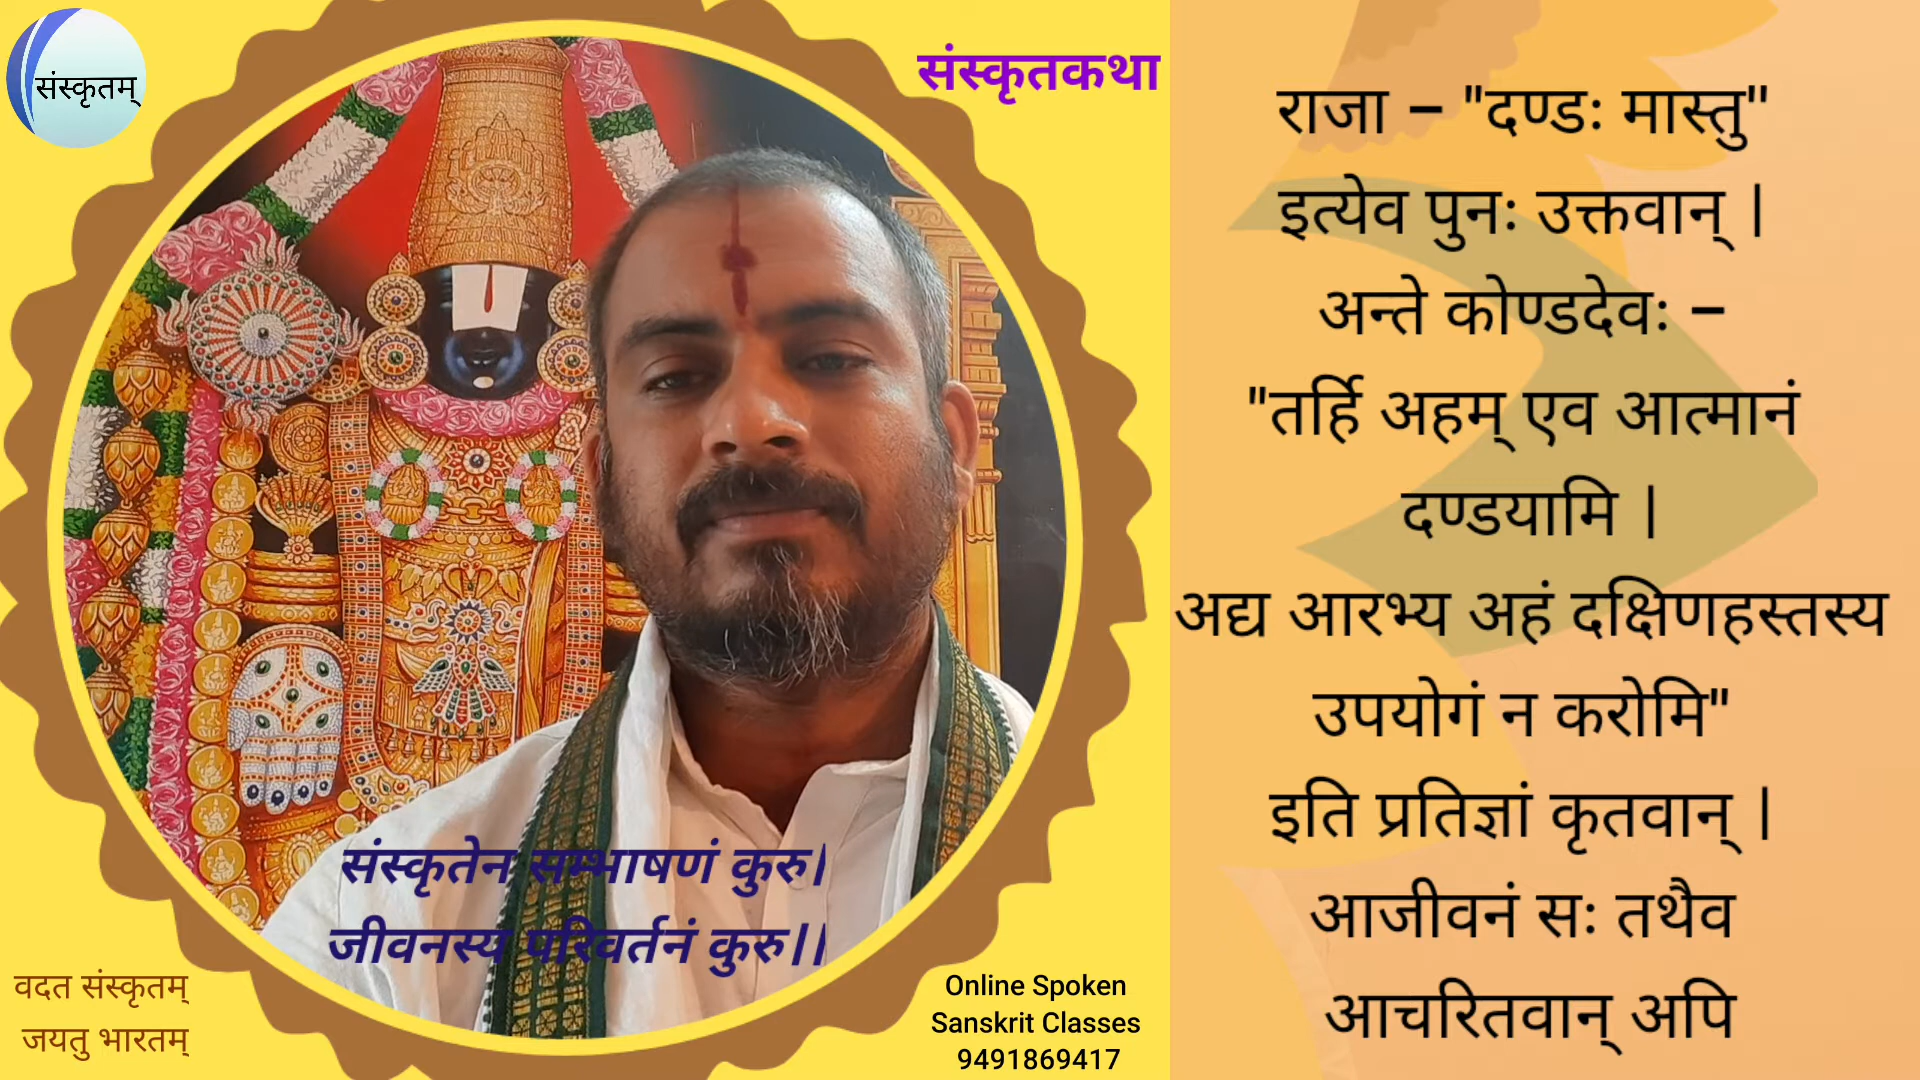 संस्कृतम्
संस्कृतकथा
राजा – "दण्डः मास्तु"
इत्येव पुनः उक्तवान् |
अन्ते कोण्डदेवः –
"तर्हि अहम् एव आत्मानं
दण्डयामि |
अद्य आरभ्य अहं दक्षिणहस्तस्य
उपयोगं न करोमि"
इति प्रतिज्ञां कृतवान् |
आजीवनं सः तथैव
आचरितवान् अपि
संस्कृतेन सम्भाषणं कुरु।
जीवनस्य परिवर्तनं कुरु।।
वदत संस्कृतम्
जयतु भारतम्
Online Spoken
Sanskrit Classes
9491869417